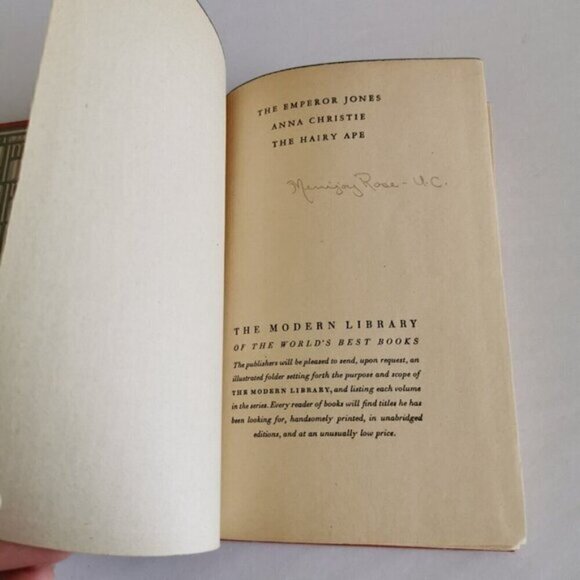 THE EMPEROR JONES
ANNA CHRISTIE
THE HAIRY APE
Merrijoy Rose - U.C.
THE MODERN LIBRARY
OF THE WORLD'S BEST BOOKS
The publishers will be pleased to send, upon request, an
illustrated folder setting forth the purpose and scope of
THE MODERN LIBRARY, and listing each volume
in the series. Every reader of books will find titles he has
been looking for, handsomely printed, in unabridged
editions, and at an unusually low price.